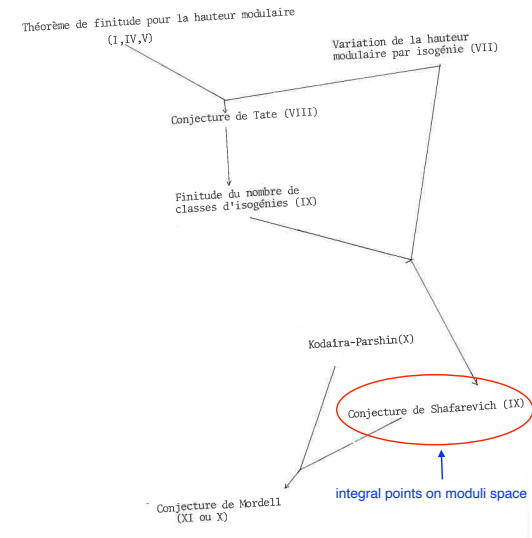 Théorème de finitude pour la hauteur modulaire
(I,IV,V)
Variation de la hauteur
modulaire par isogénie (VII)
Conjecture de Tate (VIII)
Finitude du nombre de
classes d'isogénies (IX)
Kodaira-Parshin(X)
Conjecture de Shafarevich (IX)
integral points on moduli space
Conjecture de Mordell
(XI ou X)